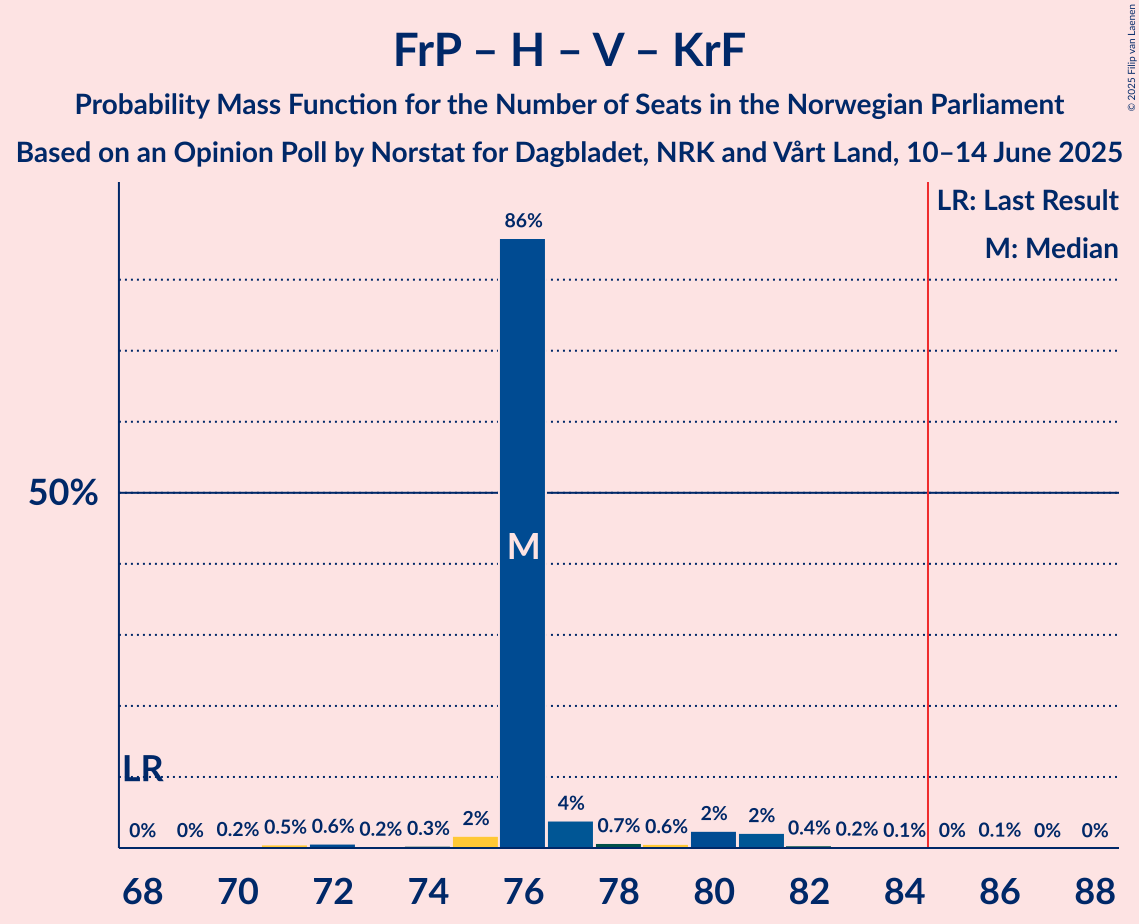 FrP – H – V – KrF
Probability Mass Function for the Number of Seats in the Norwegian Parliament
Based on an Opinion Poll by Norstat for Dagbladet, NRK and Vårt Land, 10–14 June 2025
© 2025 Filip van Laenen
LR: Last Result
M: Median
86%
50%
M
LR
0% 0% 0.2% 0.5% 0.6% 0.2% 0.3% 2% 4% 0.7% 0.6% 2% 2% 0.4% 0.2% 0.1% 0% 0.1% 0% 0%
68 70 72 74 76 78 80 82 84 86 88